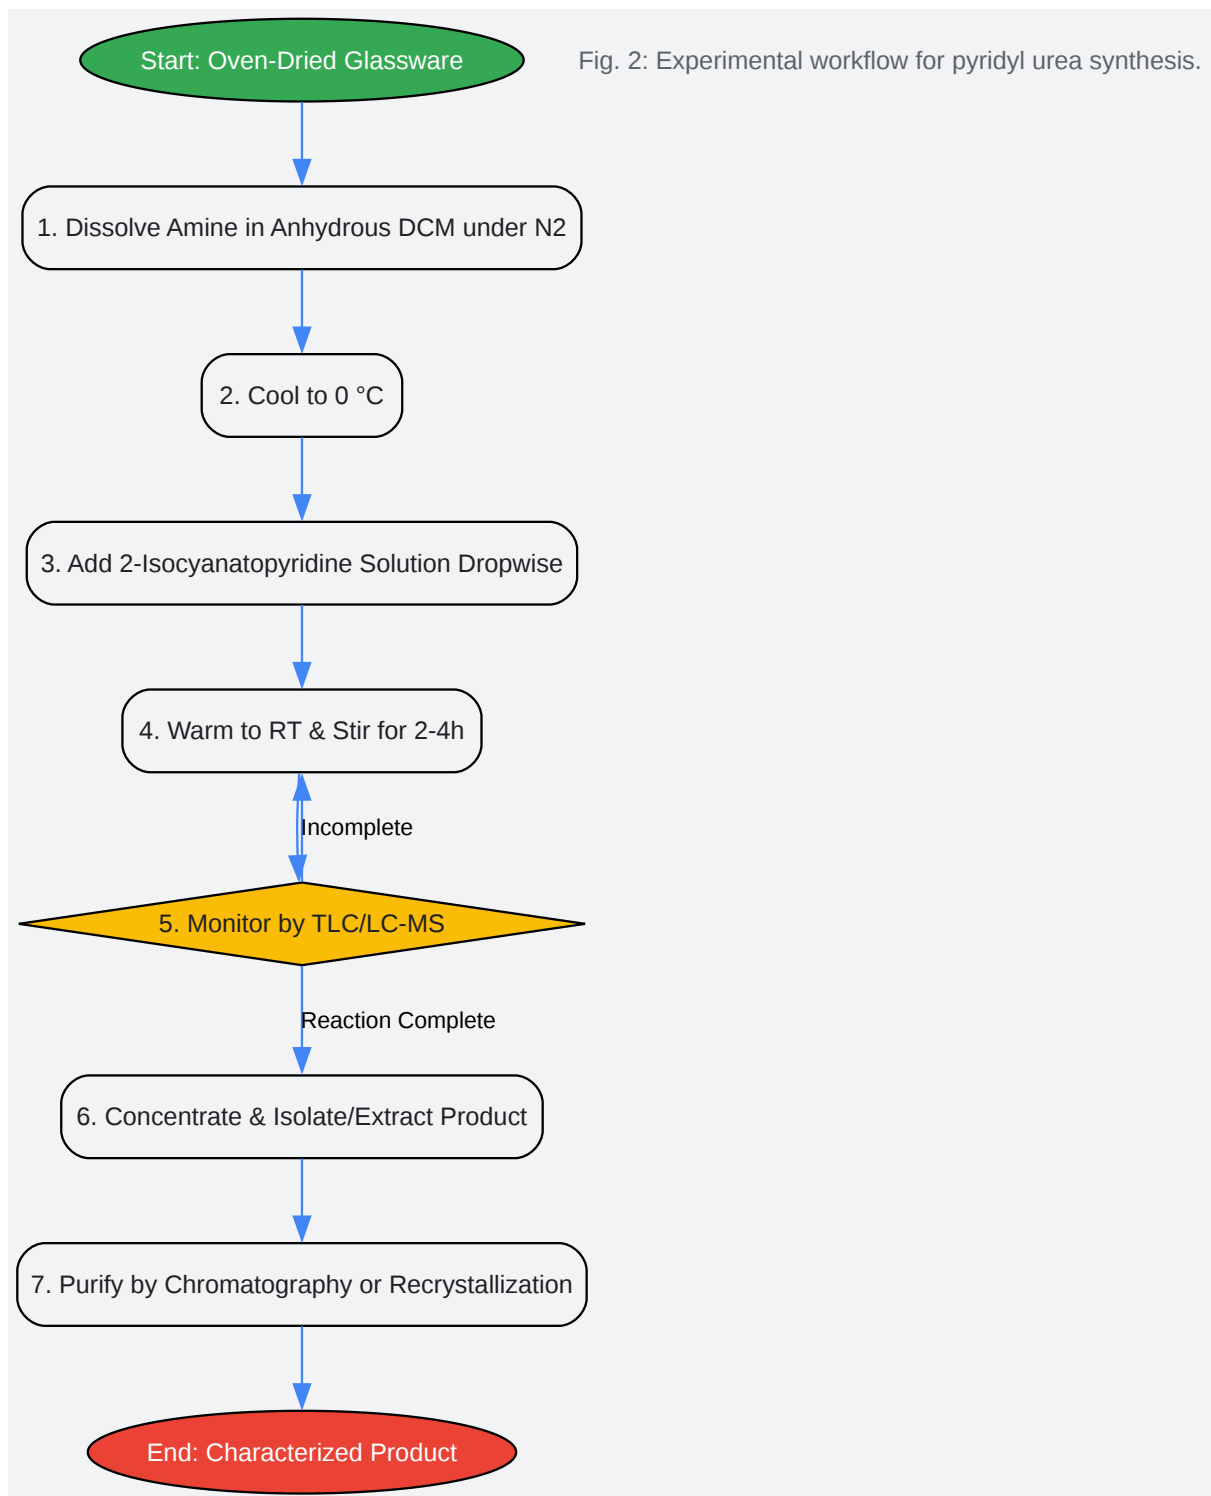 Start: Oven-Dried Glassware
Fig. 2: Experimental workflow for pyridyl urea synthesis.
1. Dissolve Amine in Anhydrous DCM under N2
2. Cool to 0 °C
3. Add 2-Isocyanatopyridine Solution Dropwise
4. Warm to RT & Stir for 2-4h
Incomplete
5. Monitor by TLC/LC-MS
Reaction Complete
6. Concentrate & Isolate/Extract Product
7. Purify by Chromatography or Recrystallization
End: Characterized Product